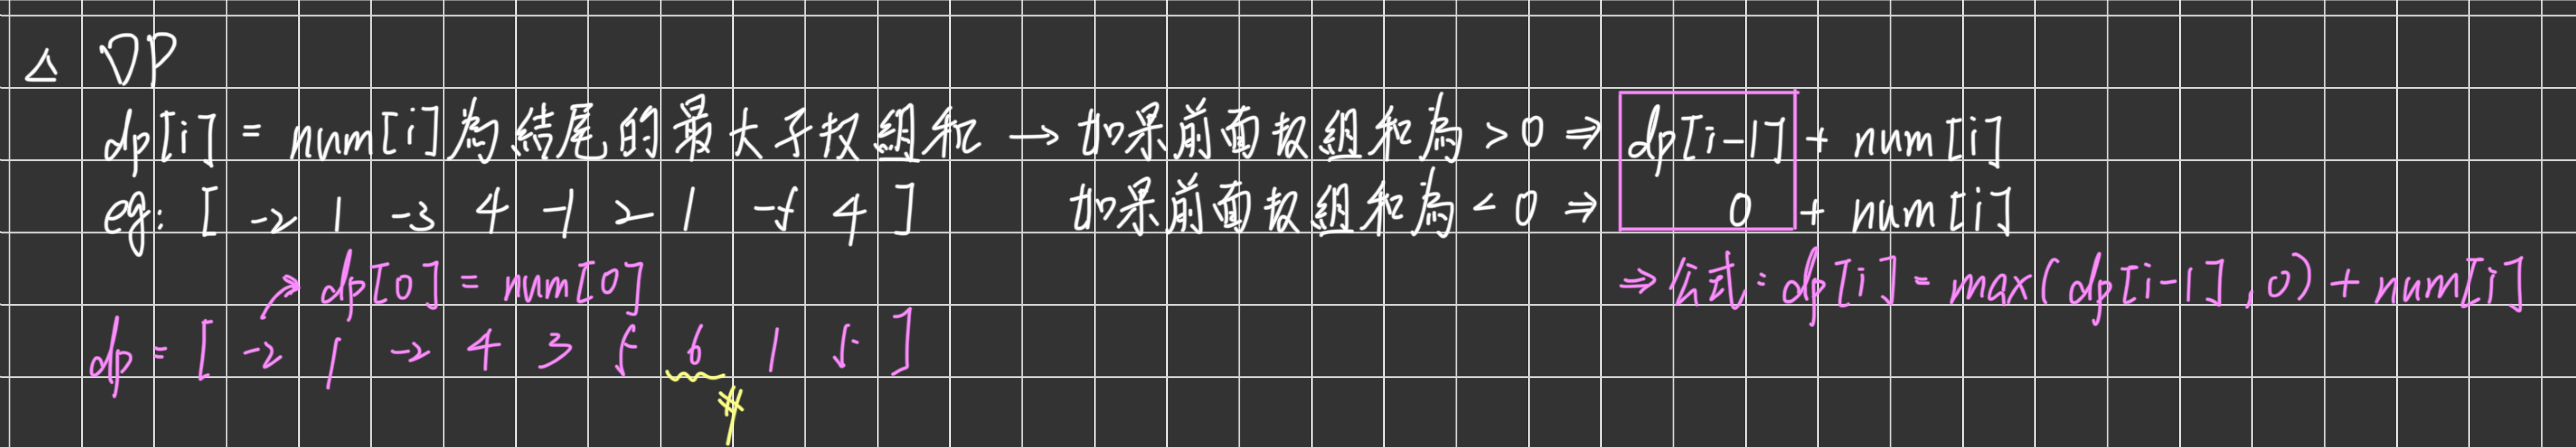 △ DP
dp[i] = num[i]為結尾的最大子数組和 → 如果前面数組和為 > 0 ⇒ dp[i-1] + num[i]
eg: [ -2 1 -3 4 -1 2 1 -5 4 ] 如果前面数組和為 < 0 ⇒ 0 + num[i]
dp[0] = num[0] ⇒ 公式: dp[i] = max(dp[i-1], 0) + num[i]
dp = [ -2 1 -2 4 3 5 6 1 5 ]